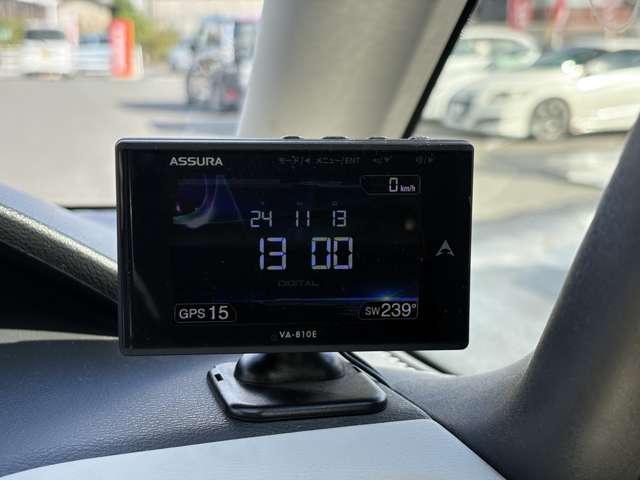 ASSURA モード/◀ メニュー/ENT
0 km/h
24 11 13
13 00
DIGITAL
GPS 15 SW 239°
VA-810E